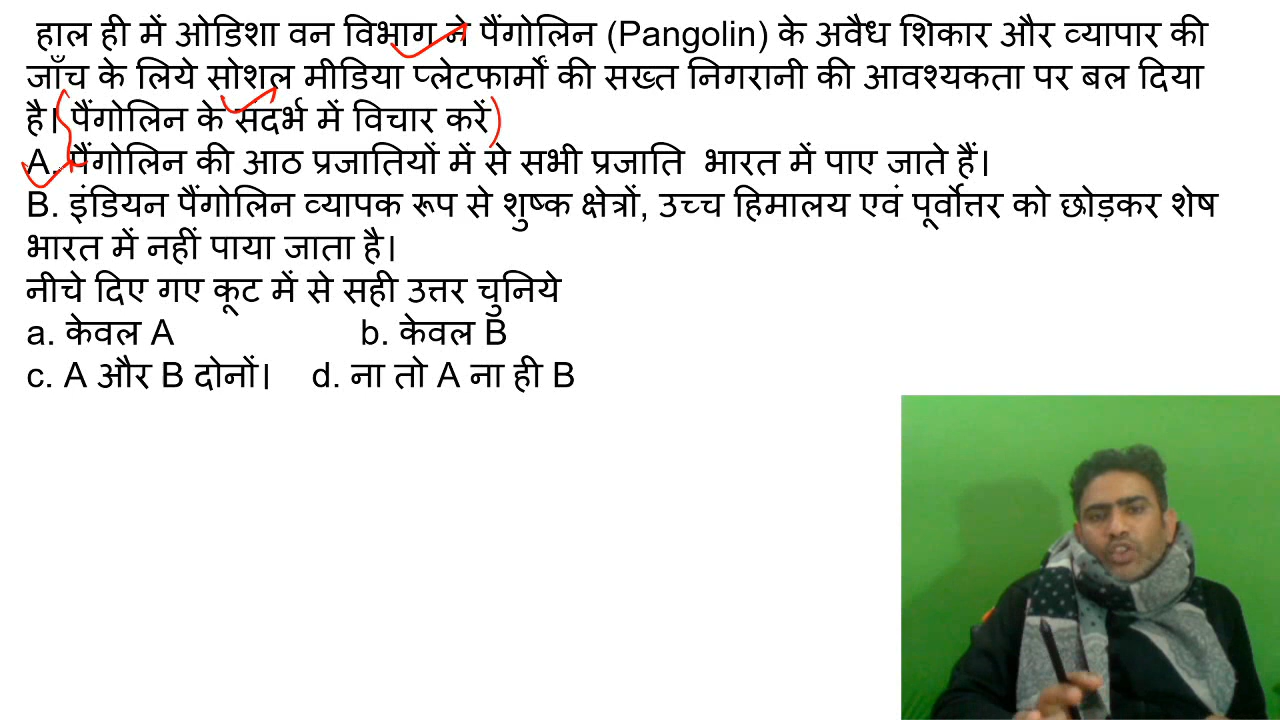 हाल ही में ओडिशा वन विभाग ने पैंगोलिन (Pangolin) के अवैध शिकार और व्यापार की
जाँच के लिये सोशल मीडिया प्लेटफार्मों की सख्त निगरानी की आवश्यकता पर बल दिया
है। पैंगोलिन के संदर्भ में विचार करें
A. पैंगोलिन की आठ प्रजातियों में से सभी प्रजाति भारत में पाए जाते हैं।
B. इंडियन पैंगोलिन व्यापक रूप से शुष्क क्षेत्रों, उच्च हिमालय एवं पूर्वोत्तर को छोड़कर शेष
भारत में नहीं पाया जाता है।
नीचे दिए गए कूट में से सही उत्तर चुनिये
a. केवल A b. केवल B
c. A और B दोनों। d. ना तो A ना ही B